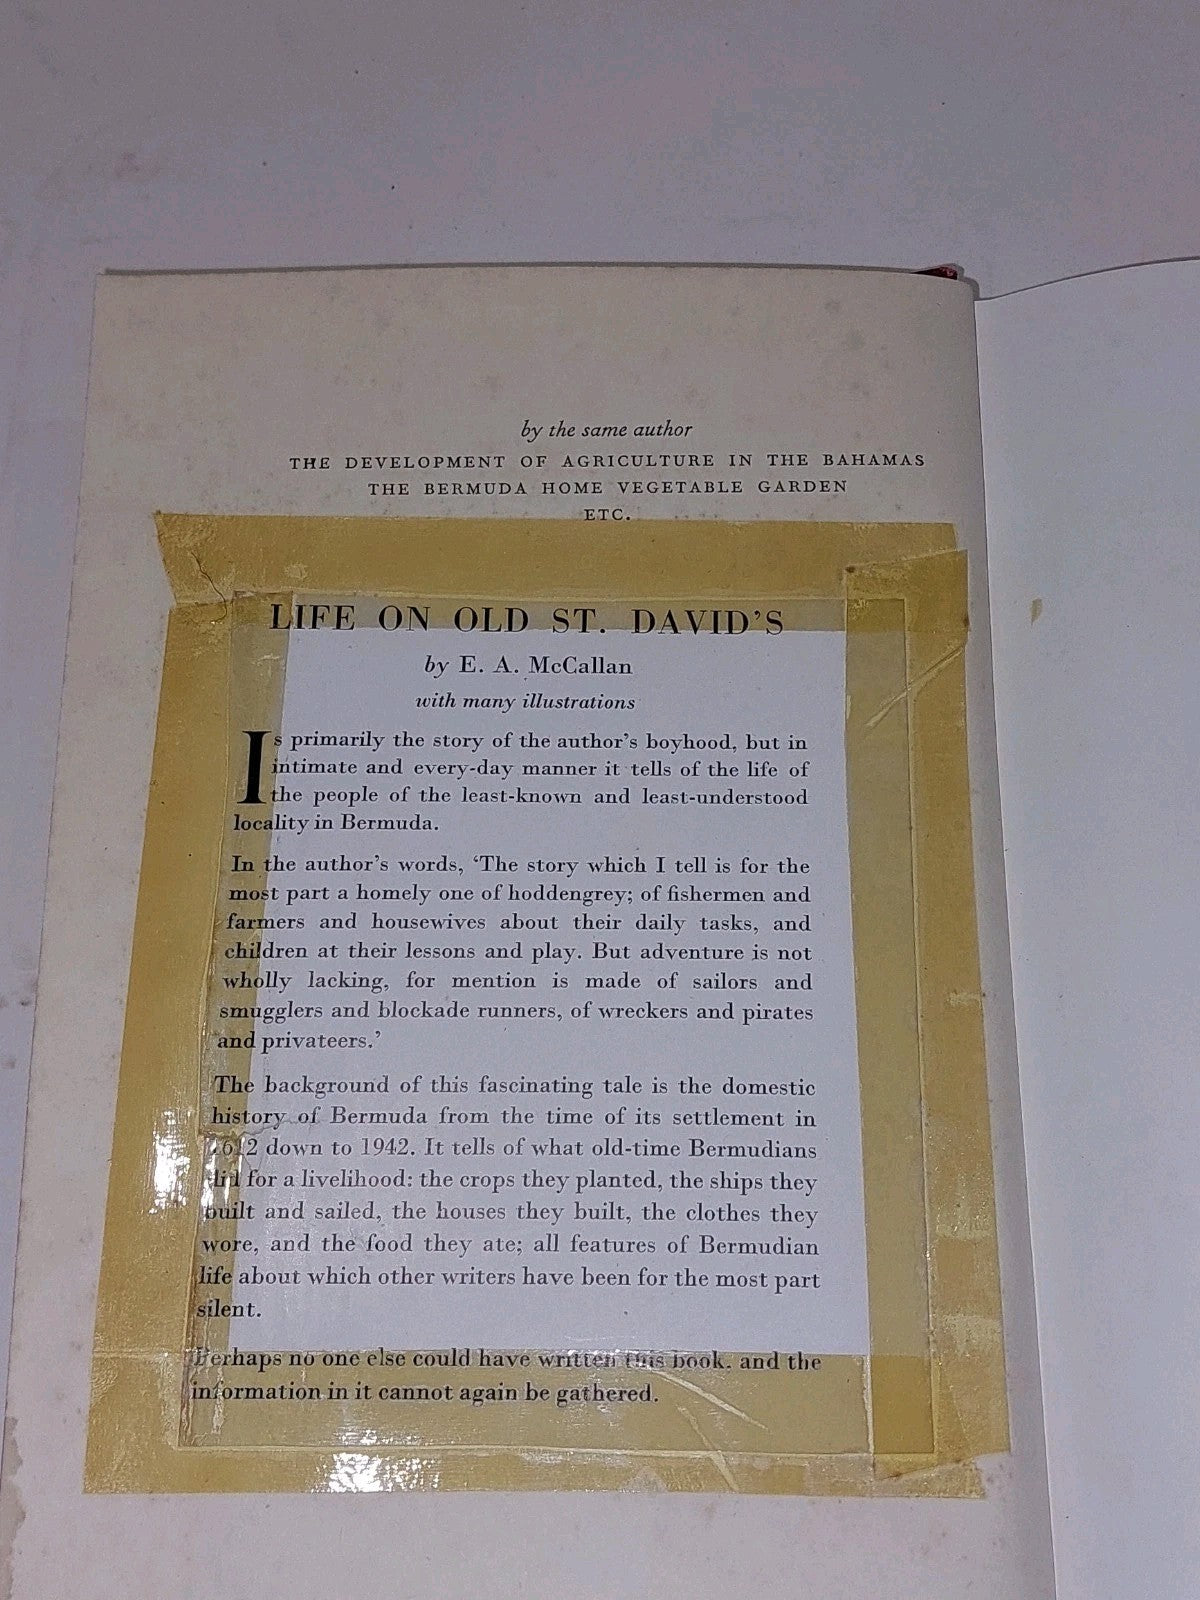 by the same author
THE DEVELOPMENT OF AGRICULTURE IN THE BAHAMAS
THE BERMUDA HOME VEGETABLE GARDEN
ETC.
LIFE ON OLD ST. DAVID'S
by E. A. McCallan
with many illustrations
Is primarily the story of the author's boyhood, but in
intimate and every-day manner it tells of the life of
the people of the least-known and least-understood
locality in Bermuda.
In the author's words, 'The story which I tell is for the
most part a homely one of hoddengrey; of fishermen and
farmers and housewives about their daily tasks, and
children at their lessons and play. But adventure is not
wholly lacking, for mention is made of sailors and
smugglers and blockade runners, of wreckers and pirates
and privateers.'
The background of this fascinating tale is the domestic
history of Bermuda from the time of its settlement in
1612 down to 1942. It tells of what old-time Bermudians
did for a livelihood: the crops they planted, the ships they
built and sailed, the houses they built, the clothes they
wore, and the food they ate; all features of Bermudian
life about which other writers have been for the most part
silent.
Perhaps no one else could have written this book, and the
information in it cannot again be gathered.